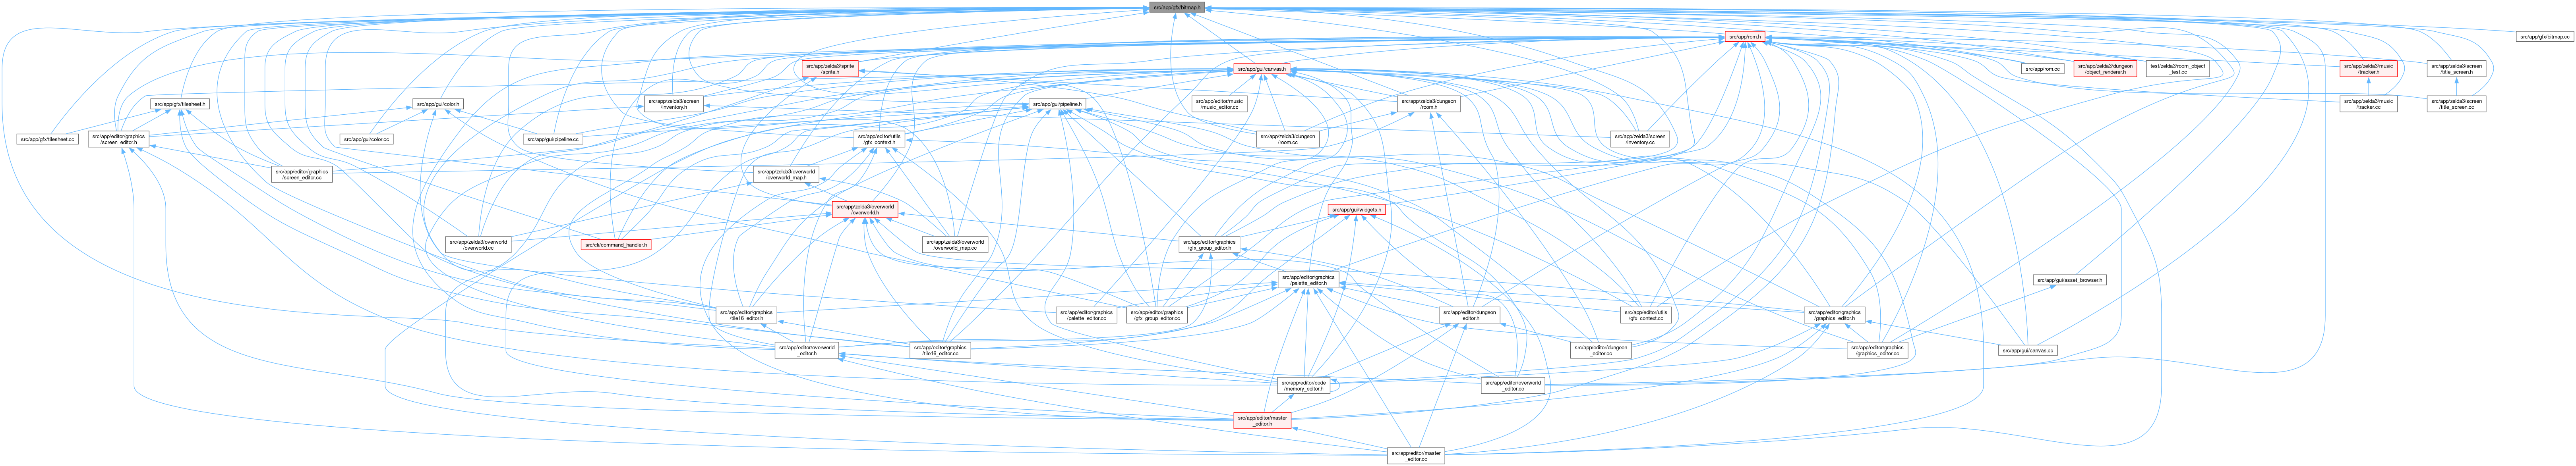 src/app/gfx/bitmap.h
src/app/rom.h
src/app/gfx/bitmap.cc
src/app/zelda3/sprite
/sprite.h
src/app/gui/canvas.h
src/app/rom.cc
src/app/zelda3/dungeon
/object_renderer.h
test/zelda3/room_object
_test.cc
src/app/zelda3/music
/tracker.h
src/app/zelda3/screen
/title_screen.h
src/app/gfx/tilesheet.h
src/app/gui/color.h
src/app/zelda3/screen
/inventory.h
src/app/gui/pipeline.h
src/app/editor/music
/music_editor.cc
src/app/zelda3/dungeon
/room.h
src/app/zelda3/music
/tracker.cc
src/app/zelda3/screen
/title_screen.cc
src/app/gfx/tilesheet.cc
src/app/editor/graphics
/screen_editor.h
src/app/gui/color.cc
src/app/gui/pipeline.cc
src/app/editor/utils
/gfx_context.h
src/app/zelda3/dungeon
/room.cc
src/app/zelda3/screen
/inventory.cc
src/app/editor/graphics
/screen_editor.cc
src/app/zelda3/overworld
/overworld_map.h
src/app/zelda3/overworld
/overworld.h
src/app/gui/widgets.h
src/app/zelda3/overworld
/overworld.cc
src/cli/command_handler.h
src/app/zelda3/overworld
/overworld_map.cc
src/app/editor/graphics
/gfx_group_editor.h
src/app/editor/graphics
/palette_editor.h
src/app/gui/asset_browser.h
src/app/editor/graphics
/tile16_editor.h
src/app/editor/graphics
/palette_editor.cc
src/app/editor/graphics
/gfx_group_editor.cc
src/app/editor/dungeon
_editor.h
src/app/editor/utils
/gfx_context.cc
src/app/editor/graphics
/graphics_editor.h
src/app/editor/overworld
_editor.h
src/app/editor/graphics
/tile16_editor.cc
src/app/editor/dungeon
_editor.cc
src/app/editor/graphics
/graphics_editor.cc
src/app/gui/canvas.cc
src/app/editor/code
/memory_editor.h
src/app/editor/overworld
_editor.cc
src/app/editor/master
_editor.h
src/app/editor/master
_editor.cc